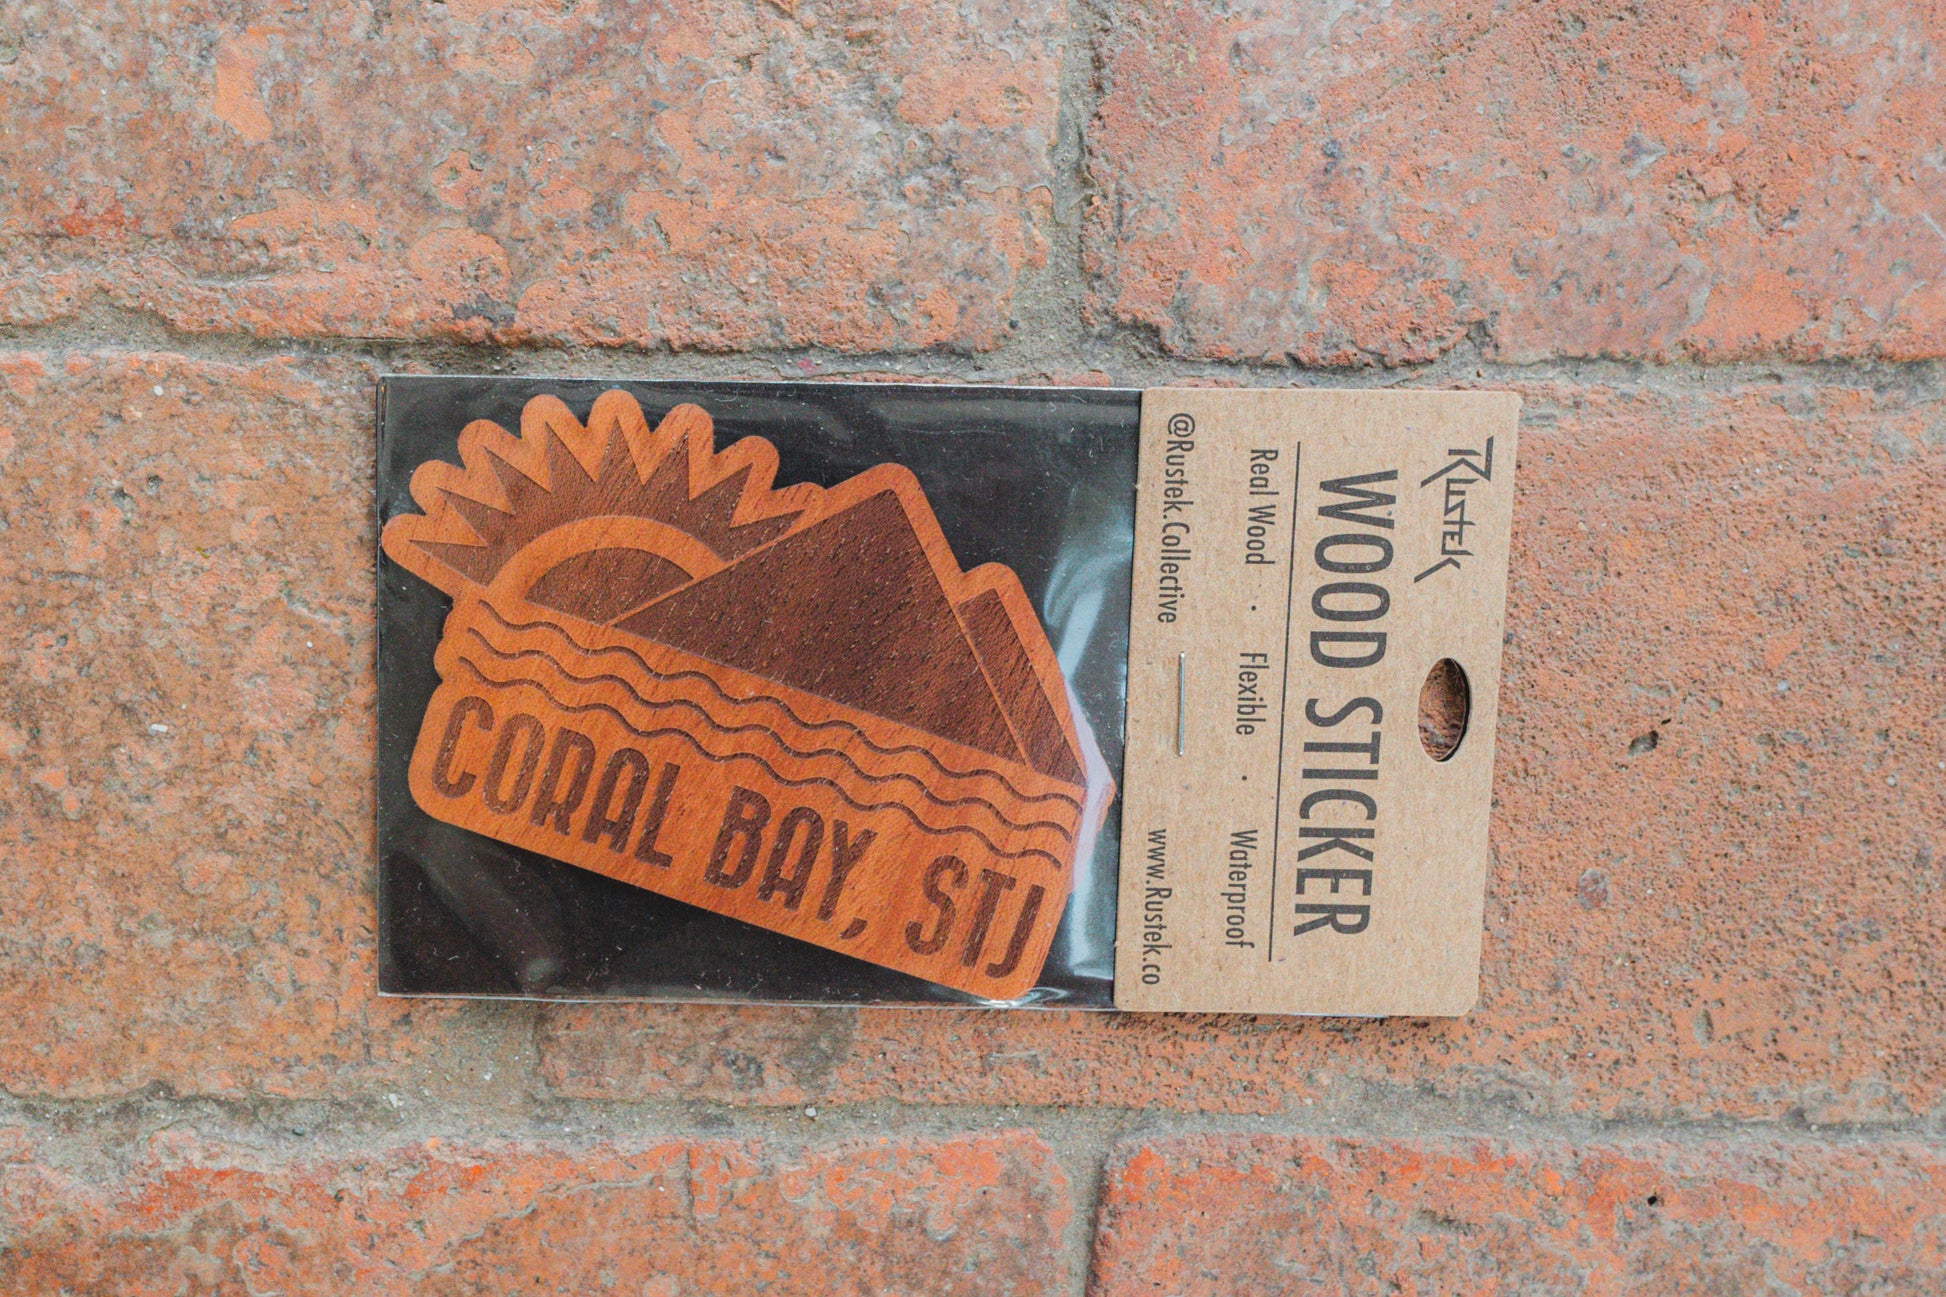 Rustek
WOOD STICKER
Real Wood · Flexible · Waterproof
@Rustek.Collective www.Rustek.co
CORAL BAY, STJ